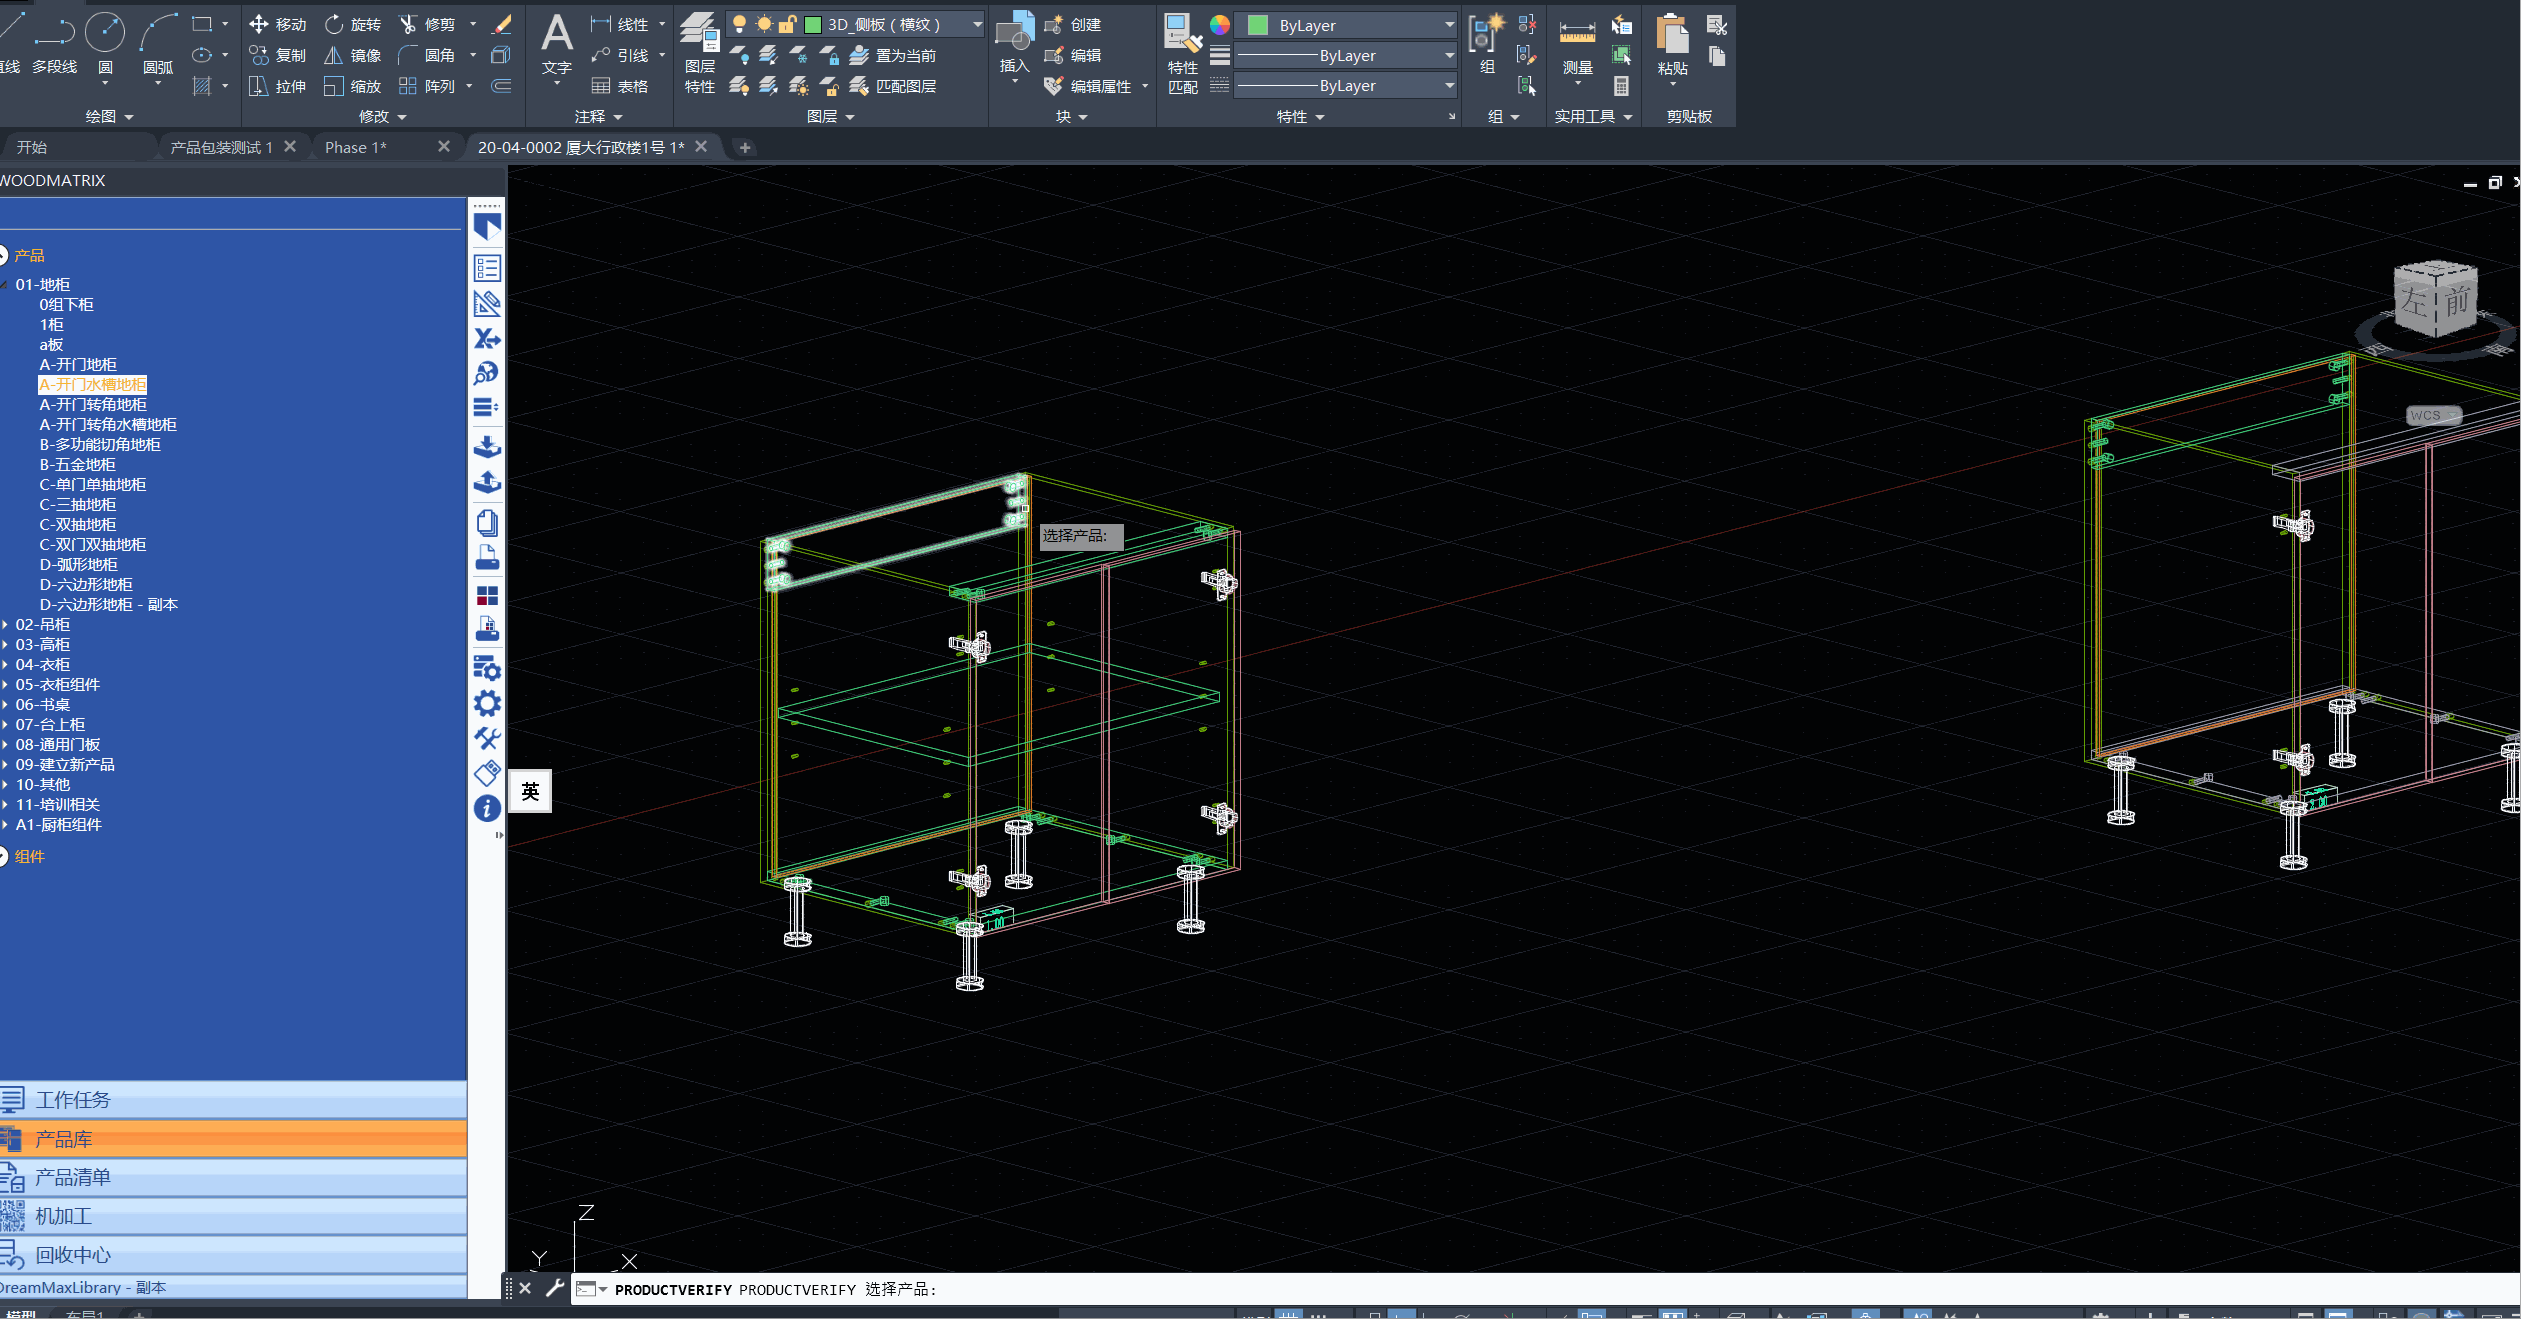 直线 多段线 圆 圆弧
移动 旋转 修剪
复制 镜像 圆角
拉伸 缩放 阵列
文字
线性
引线
表格
图层
特性
3D_侧板（横纹）
置为当前
匹配图层
插入
创建
编辑
编辑属性
特性
匹配
ByLayer
ByLayer
ByLayer
组
测量
粘贴
绘图 修改 注释 图层 块 特性 组 实用工具 剪贴板
开始 产品包装测试 1 Phase 1* 20-04-0002 厦大行政楼1号 1*
WOODMATRIX
产品
01-地柜
0组下柜
1柜
a板
A-开门地柜
A-开门水槽地柜
A-开门转角地柜
A-开门转角水槽地柜
B-多功能切角地柜
B-五金地柜
C-单门单抽地柜
C-三抽地柜
C-双抽地柜
C-双门双抽地柜
D-弧形地柜
D-六边形地柜
D-六边形地柜 - 副本
02-吊柜
03-高柜
04-衣柜
05-衣柜组件
06-书桌
07-台上柜
08-通用门板
09-建立新产品
10-其他
11-培训相关
A1-厨柜组件
组件
工作任务
产品库
产品清单
机加工
回收中心
DreamMaxLibrary - 副本
英
选择产品:
左 前
西 南
WCS
1.00
2.00
Z
Y X
PRODUCTVERIFY PRODUCTVERIFY 选择产品:
模型 布局1